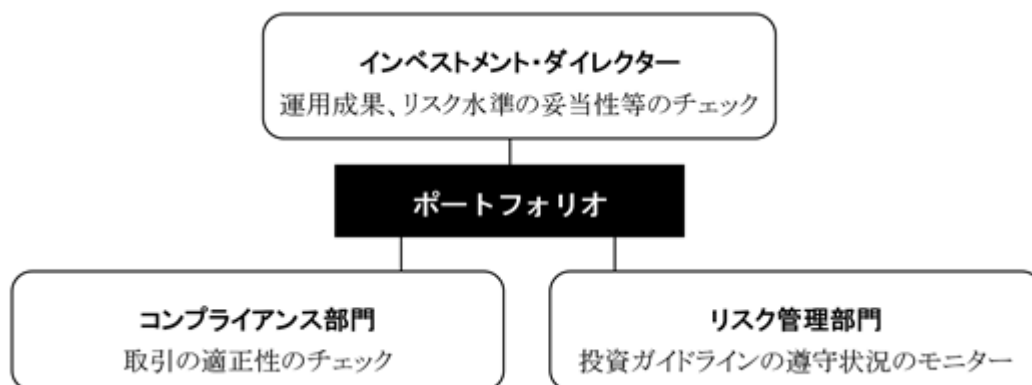 インベストメント・ダイレクター
運用成果、リスク水準の妥当性等のチェック
ポートフォリオ
コンプライアンス部門
取引の適正性のチェック
リスク管理部門
投資ガイドラインの遵守状況のモニター